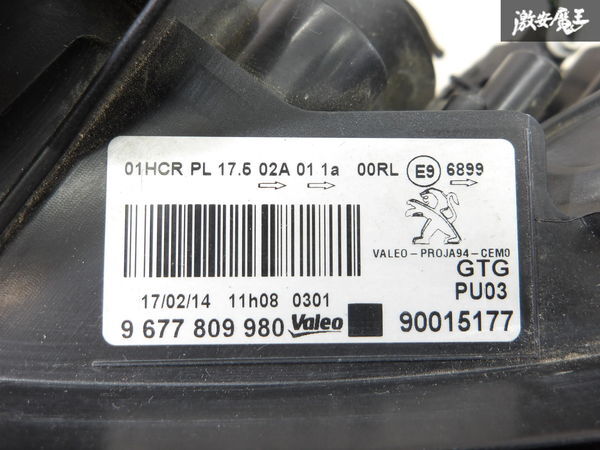 激安魔王
01HCR PL 17.5 02A 01 1a 00RL E9 6899
VALEO-PROJA94-CEMO
GTG
17/02/14 11h08 0301 PU03
9 677 809 980 Valeo 90015177